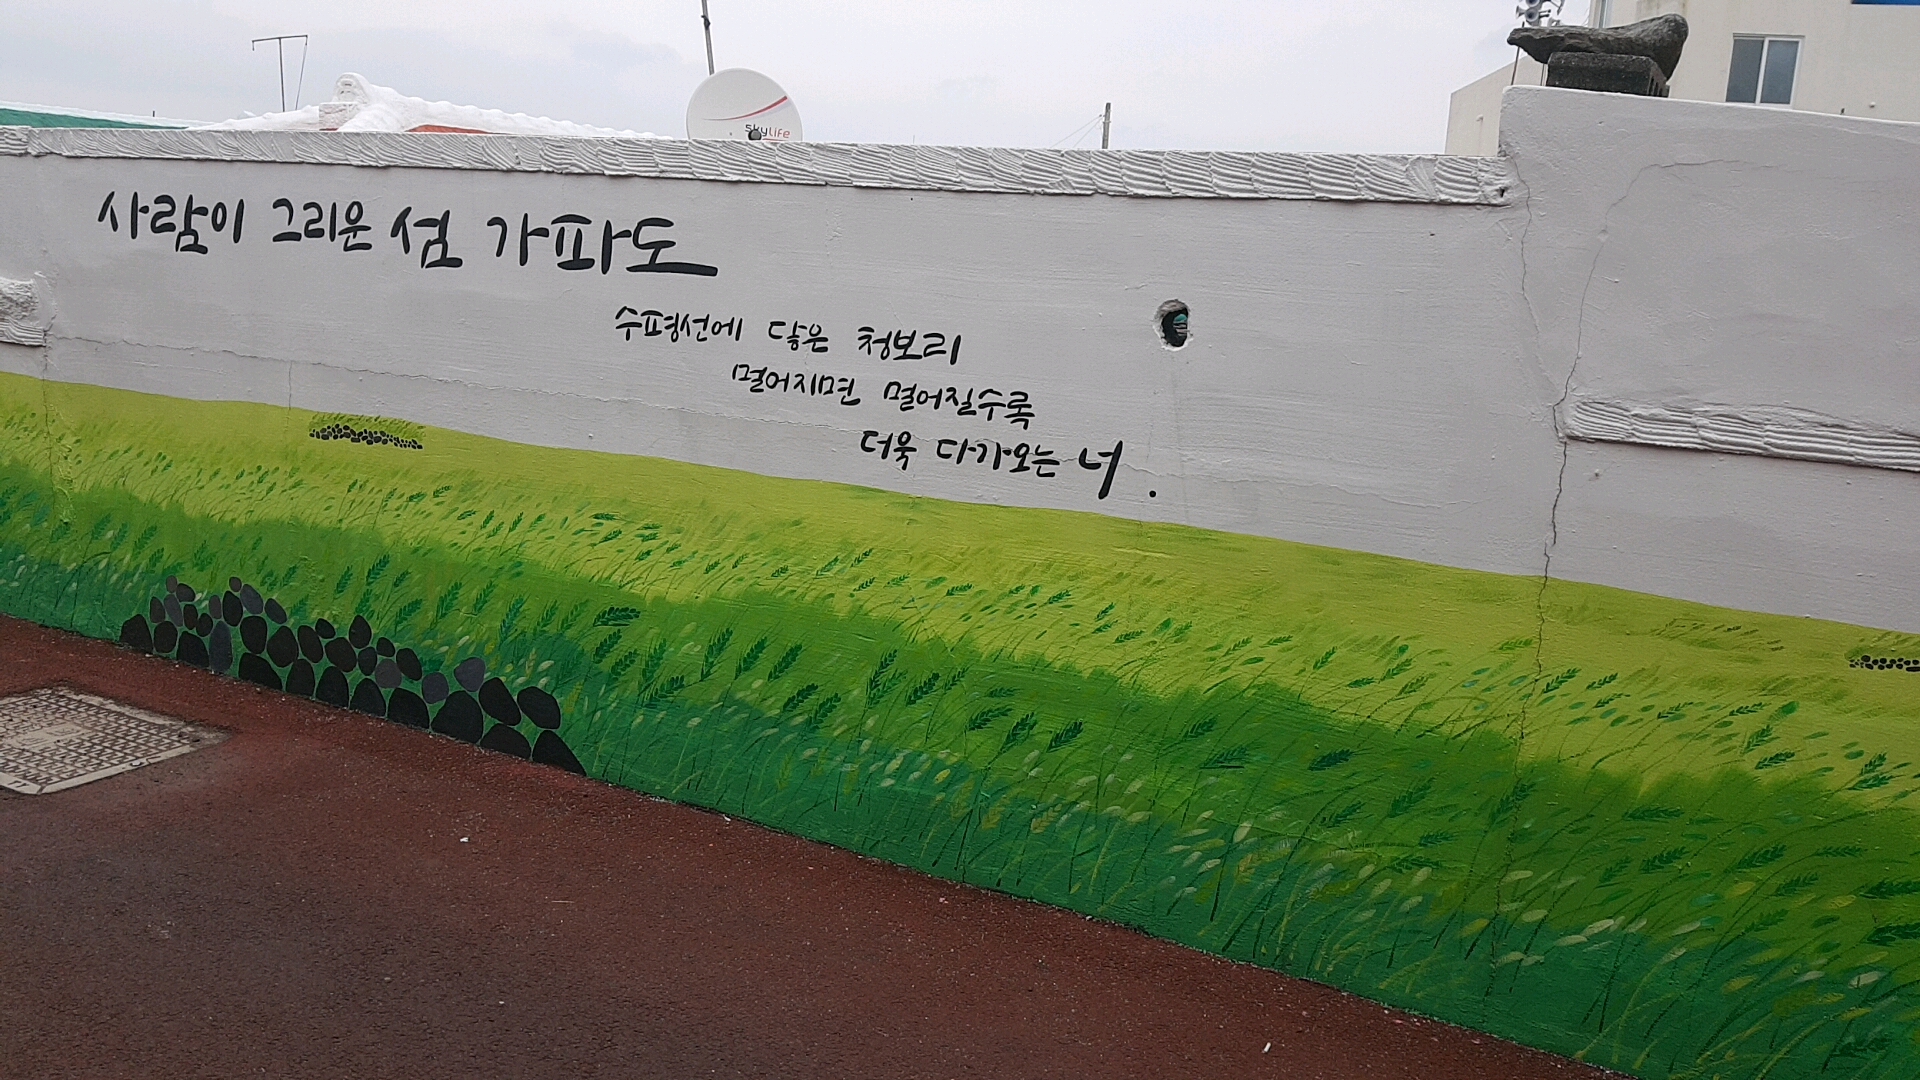 skylife
사람이 그리운 섬 가파도
수평선에 닿은 청보리
멀어지면 멀어질수록
더욱 다가오는 너.